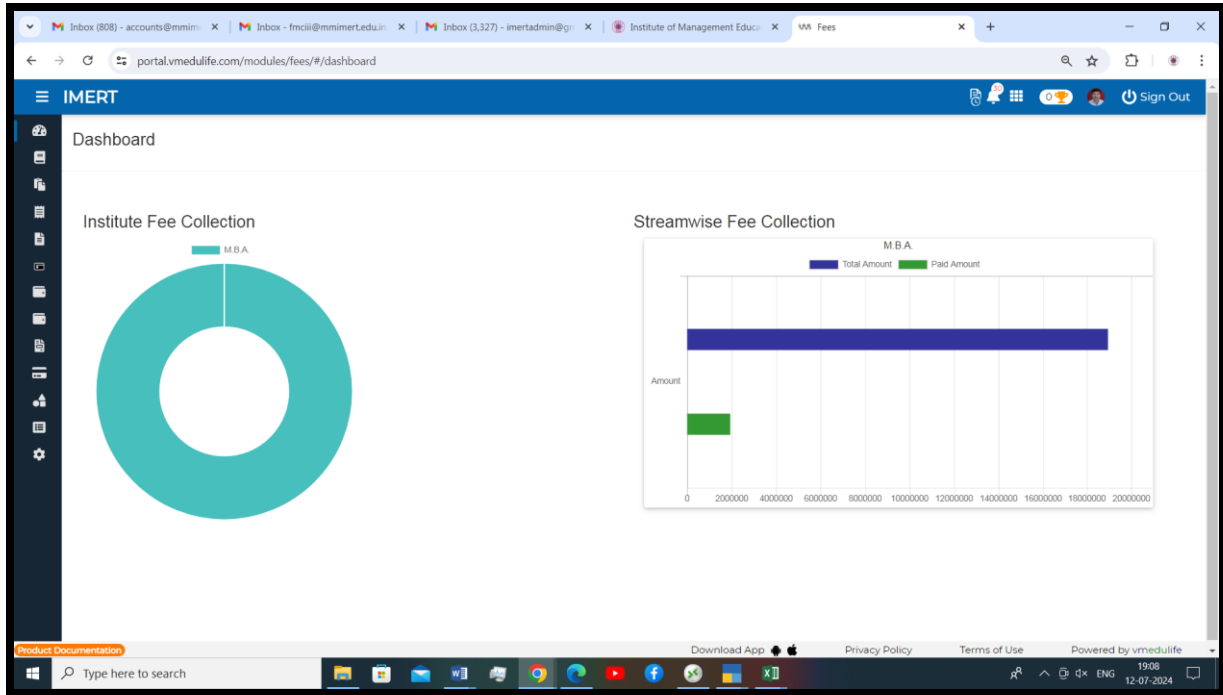 Inbox (808) - accounts@mmim
Inbox - fmciii@mmimert.edu.in
Inbox (3,327) - imertadmin@g
Institute of Management Educa
Fees
portal.vmedulife.com/modules/fees/#/dashboard
IMERT
30
0
Sign Out
Dashboard
Institute Fee Collection
M.B.A.
Streamwise Fee Collection
M.B.A.
Total Amount Paid Amount
Amount
0 2000000 4000000 6000000 8000000 10000000 12000000 14000000 16000000 18000000 20000000
Product Documentation
Download App
Privacy Policy
Terms of Use
Powered by vmedulife
Type here to search
ENG
19:08
12-07-2024